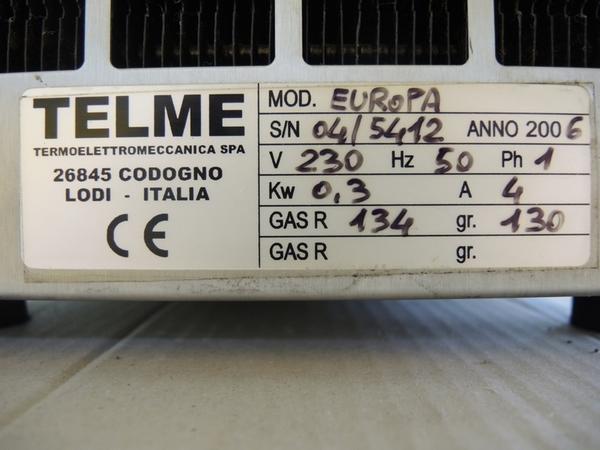 TELME
TERMOELETTROMECCANICA SPA
26845 CODOGNO
LODI - ITALIA
CE
MOD. EUROPA
S/N 04/5412 ANNO 2006
V 230 Hz 50 Ph 1
Kw 0,3 A 4
GAS R 134 gr. 130
GAS R gr.